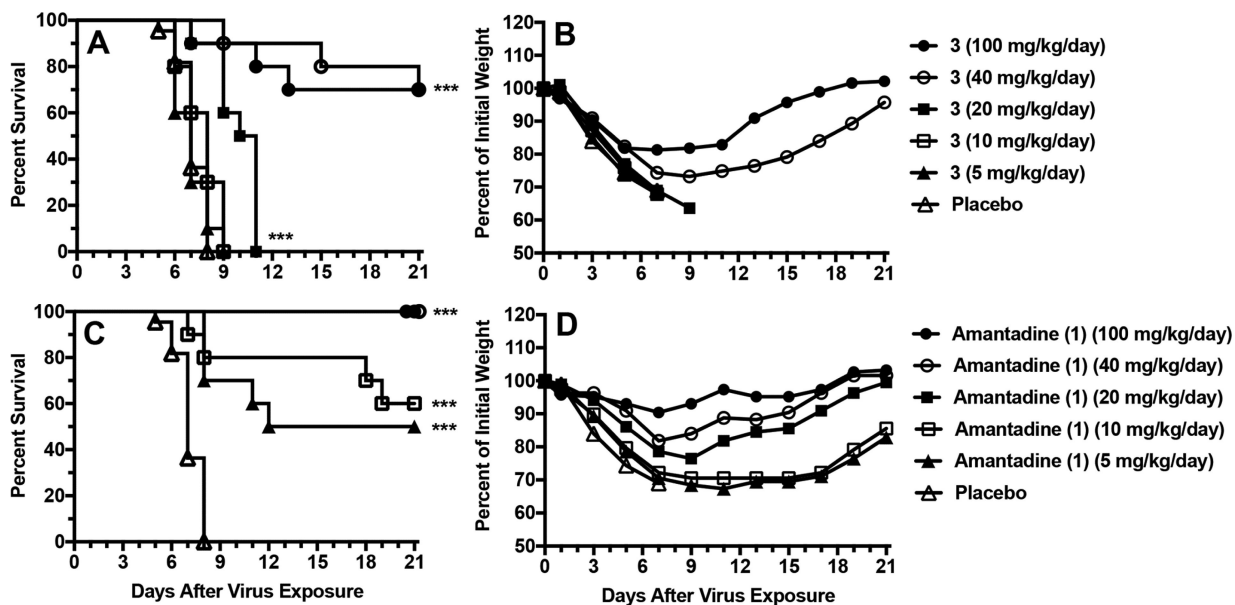 A
Percent Survival
100
80
60
40
20
0
0 3 6 9 12 15 18 21
***
***
B
Percent of Initial Weight
120
110
100
90
80
70
60
50
0 3 6 9 12 15 18 21
3 (100 mg/kg/day)
3 (40 mg/kg/day)
3 (20 mg/kg/day)
3 (10 mg/kg/day)
3 (5 mg/kg/day)
Placebo
C
Percent Survival
100
80
60
40
20
0
0 3 6 9 12 15 18 21
Days After Virus Exposure
***
***
***
D
Percent of Initial Weight
120
110
100
90
80
70
60
50
0 3 6 9 12 15 18 21
Days After Virus Exposure
Amantadine (1) (100 mg/kg/day)
Amantadine (1) (40 mg/kg/day)
Amantadine (1) (20 mg/kg/day)
Amantadine (1) (10 mg/kg/day)
Amantadine (1) (5 mg/kg/day)
Placebo